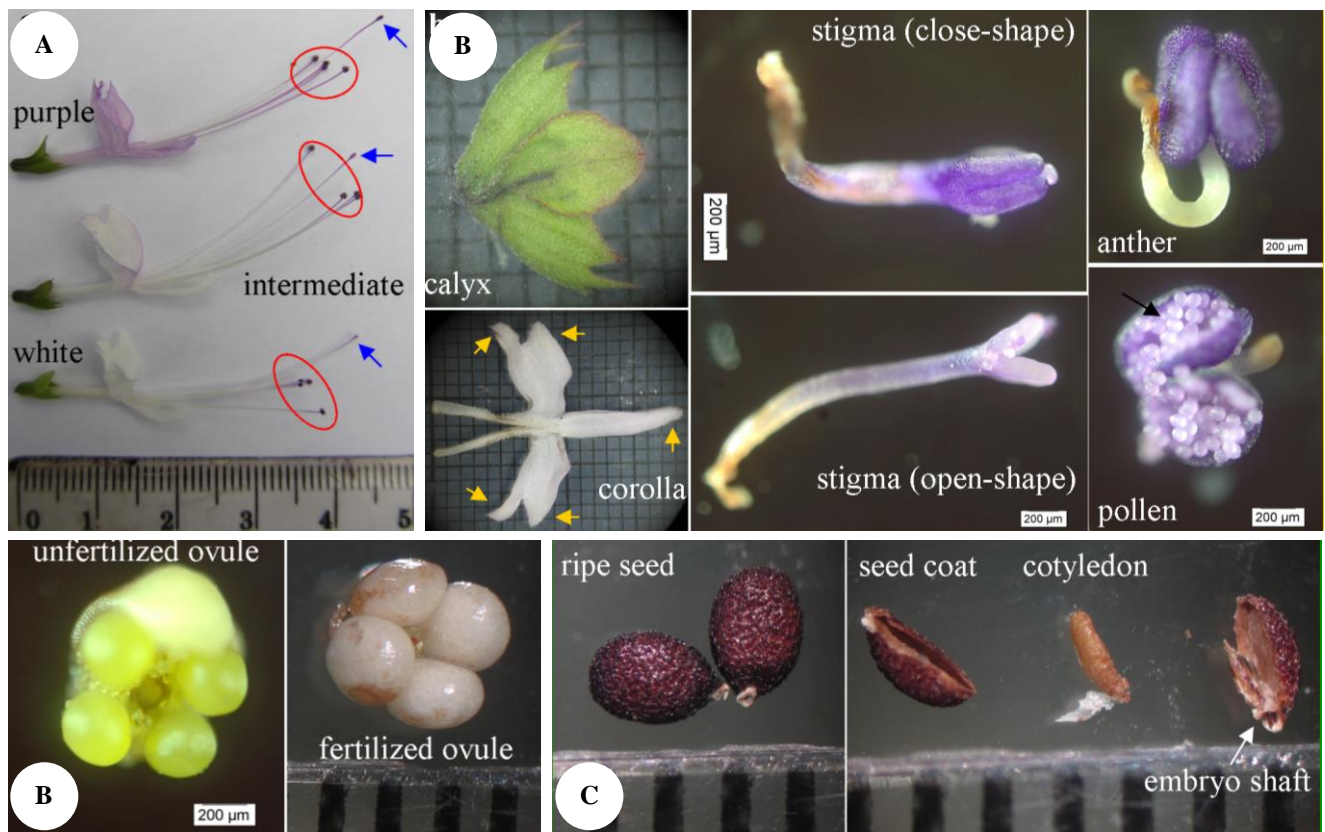 A
purple
intermediate
white
0 1 2 3 4 5
B
calyx
corolla
stigma (close-shape)
200 µm
stigma (open-shape)
200 µm
anther
200 µm
pollen
200 µm
unfertilized ovule
B
200 µm
fertilized ovule
ripe seed
C
seed coat
cotyledon
embryo shaft